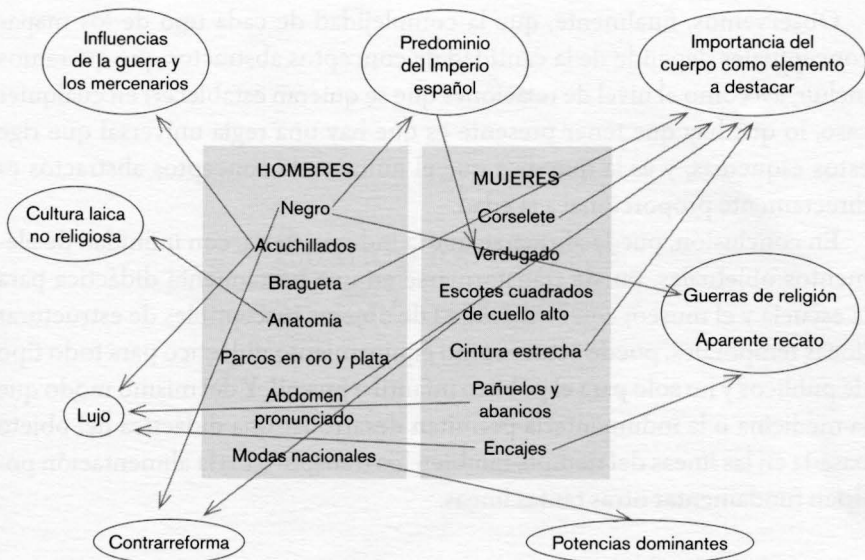 Influencias
de la guerra y
los mercenarios
Predominio
del Imperio
español
Importancia del
cuerpo como elemento
a destacar
Cultura laica
no religiosa
HOMBRES
Negro
Acuchillados
Bragueta
Anatomía
Parcos en oro y plata
Abdomen
pronunciado
Modas nacionales
MUJERES
Corselete
Verdugado
Escotes cuadrados
de cuello alto
Cintura estrecha
Pañuelos y
abanicos
Encajes
Guerras de religión
Aparente recato
Lujo
Contrarreforma
Potencias dominantes